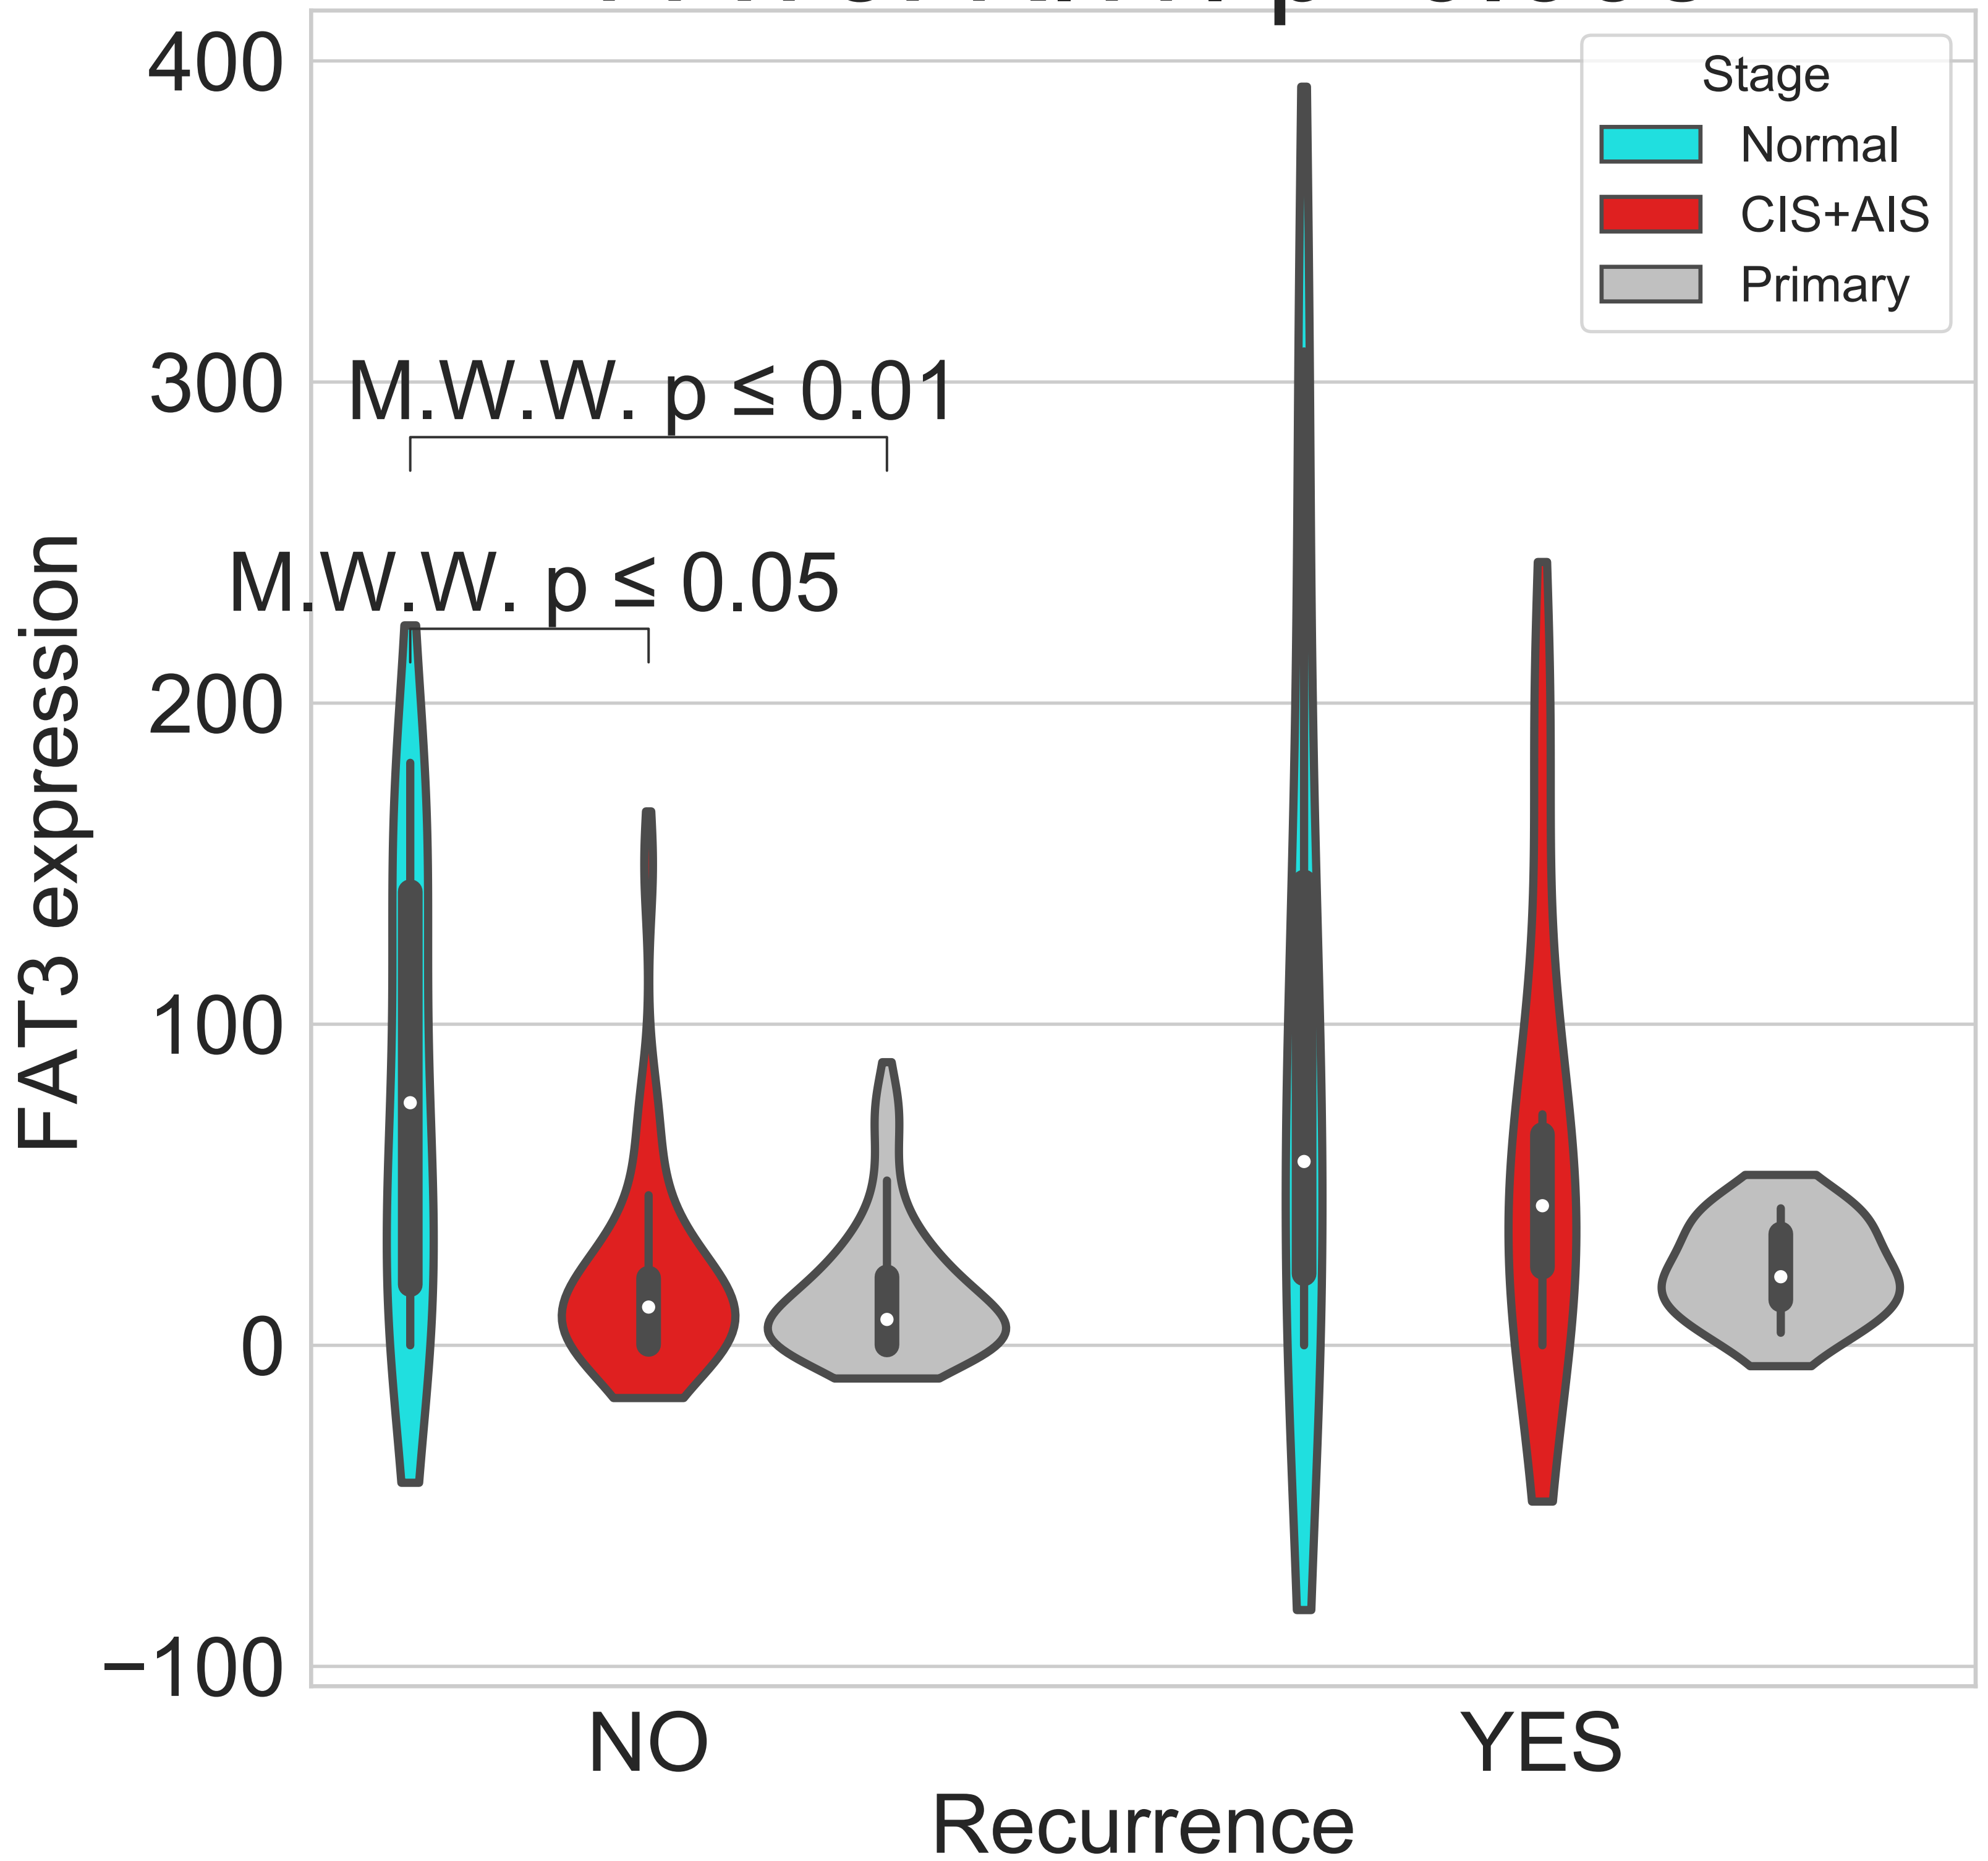 400
300
200
100
0
−100
FAT3 expression
M.W.W. p ≤ 0.01
M.W.W. p ≤ 0.05
Stage
Normal
CIS+AIS
Primary
NO
YES
Recurrence